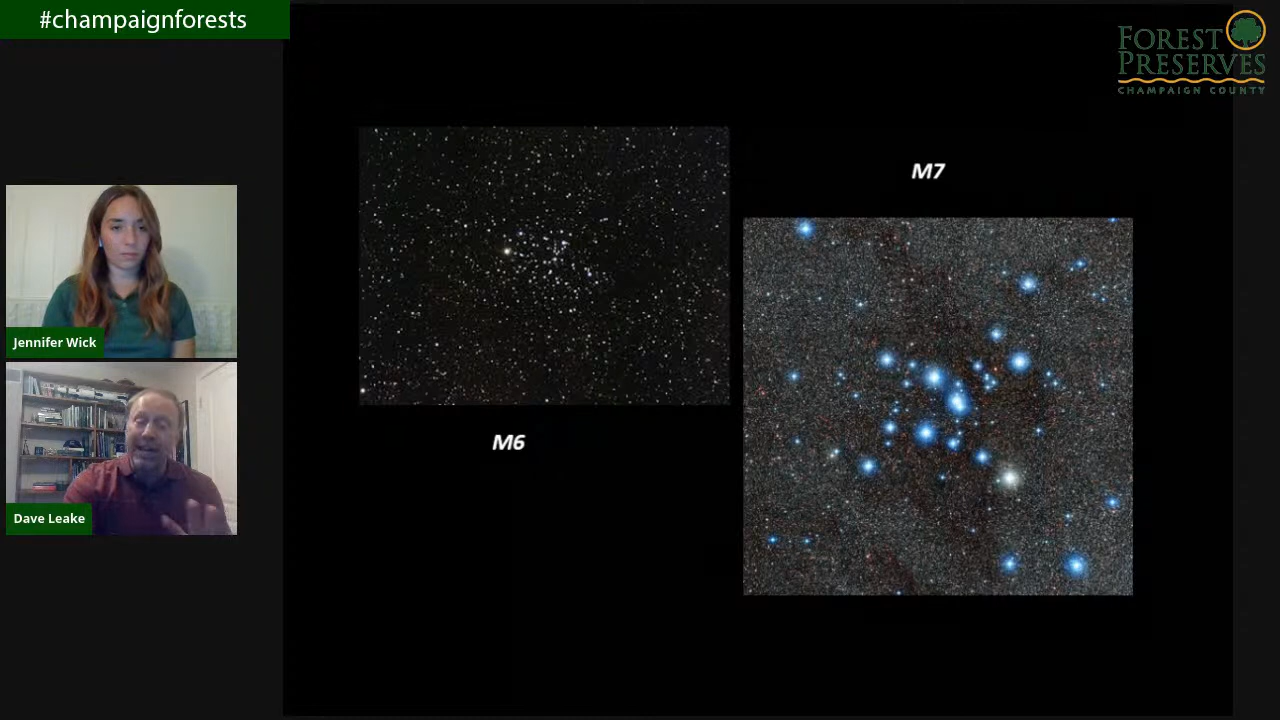 #champaignforests
FOREST
PRESERVES
CHAMPAIGN COUNTY
M7
M6
Jennifer Wick
Dave Leake